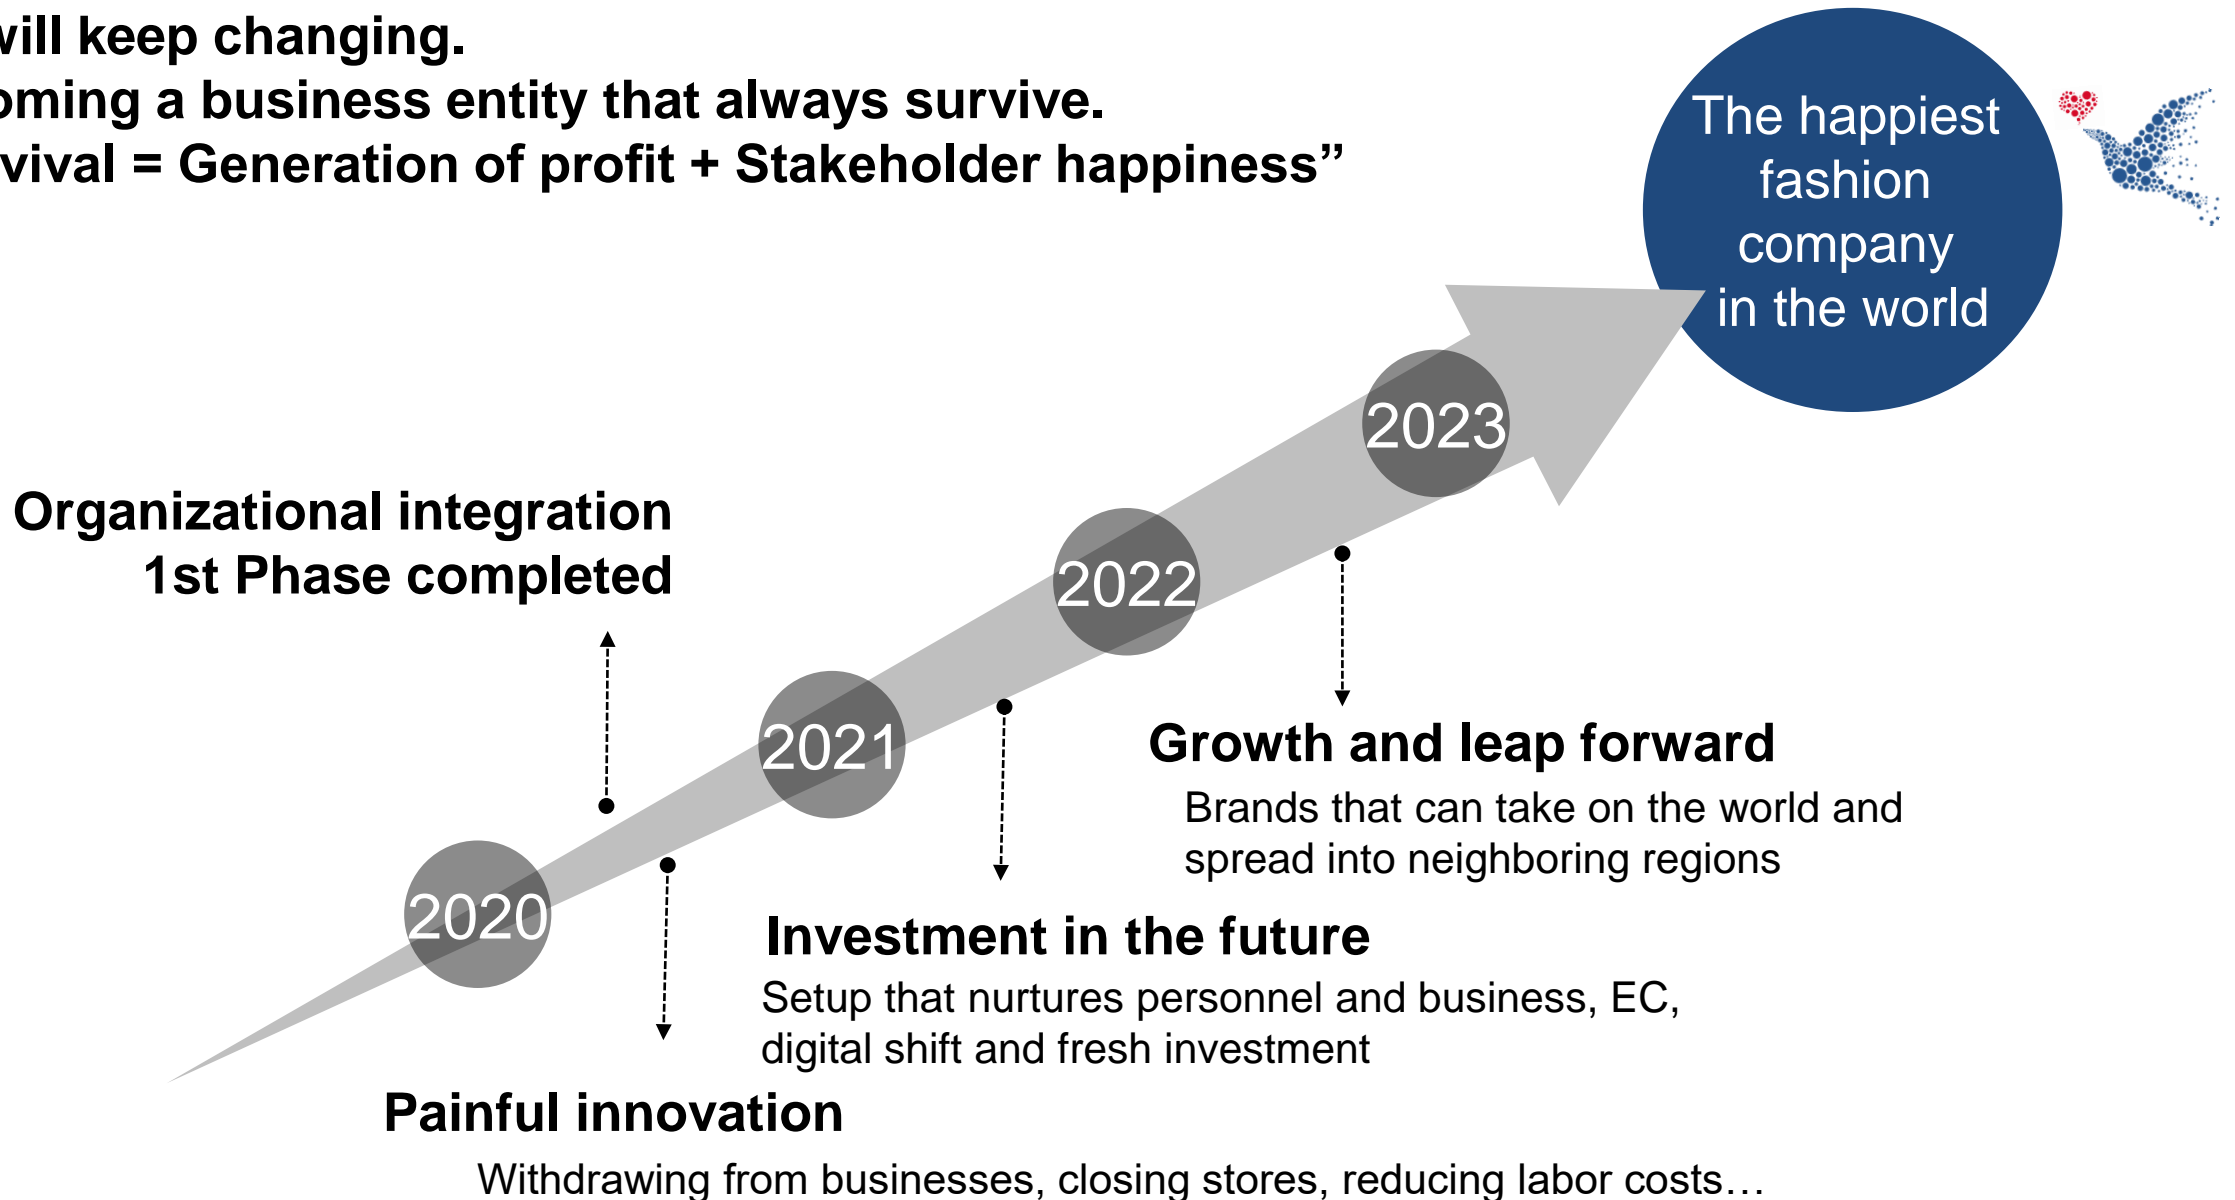 will keep changing.
oming a business entity that always survive.
vival = Generation of profit + Stakeholder happiness”
The happiest
fashion
company
in the world
2023
Organizational integration
1st Phase completed
2022
2021
Growth and leap forward
Brands that can take on the world and
spread into neighboring regions
2020
Investment in the future
Setup that nurtures personnel and business, EC,
digital shift and fresh investment
Painful innovation
Withdrawing from businesses, closing stores, reducing labor costs…